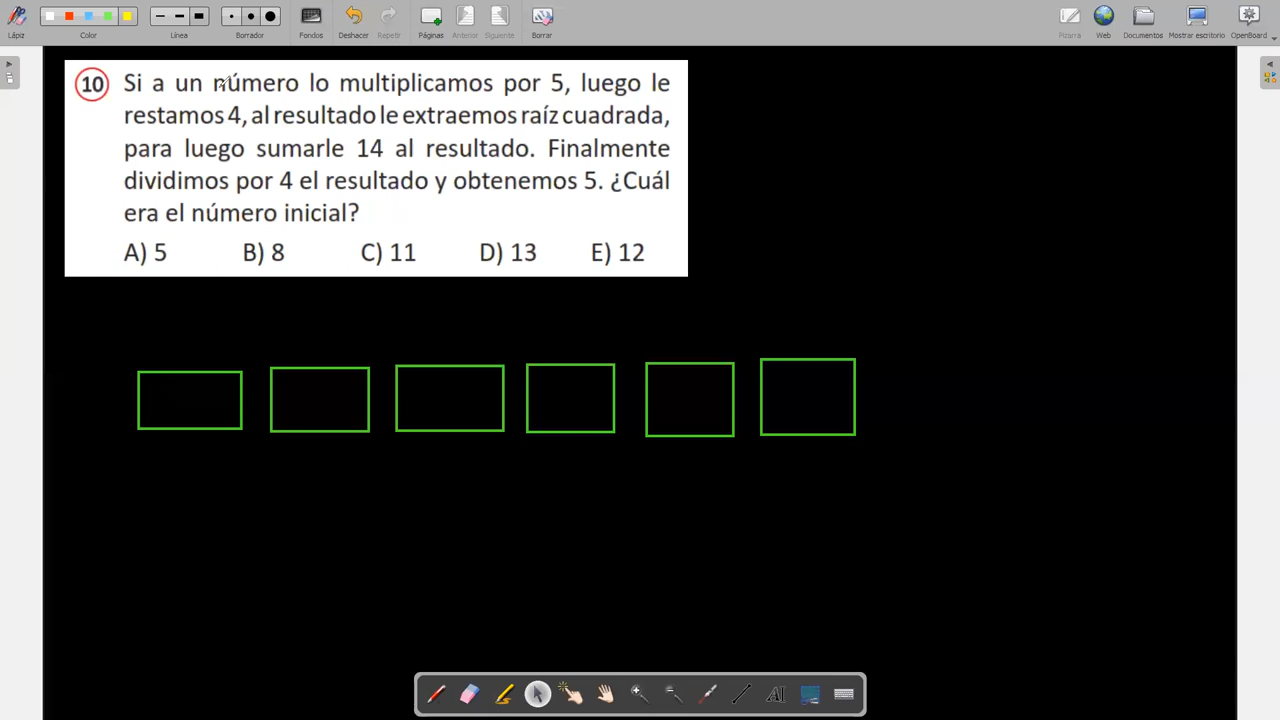 Lápiz Color Línea Borrador Fondos Deshacer Repetir Páginas Anterior Siguiente Borrar Pizarra Web Documentos Mostrar escritorio OpenBoard
10 Si a un número lo multiplicamos por 5, luego le
restamos 4, al resultado le extraemos raíz cuadrada,
para luego sumarle 14 al resultado. Finalmente
dividimos por 4 el resultado y obtenemos 5. ¿Cuál
era el número inicial?
A) 5 B) 8 C) 11 D) 13 E) 12
AI